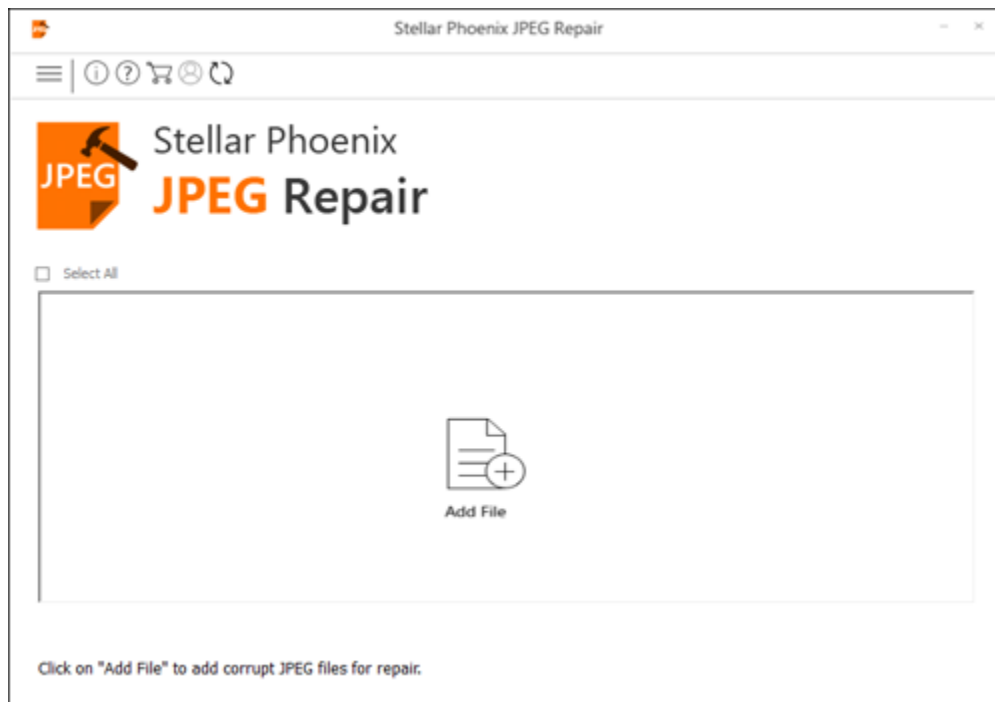 Stellar Phoenix JPEG Repair
JPEG
Stellar Phoenix
JPEG Repair
Select All
Add File
Click on "Add File" to add corrupt JPEG files for repair.